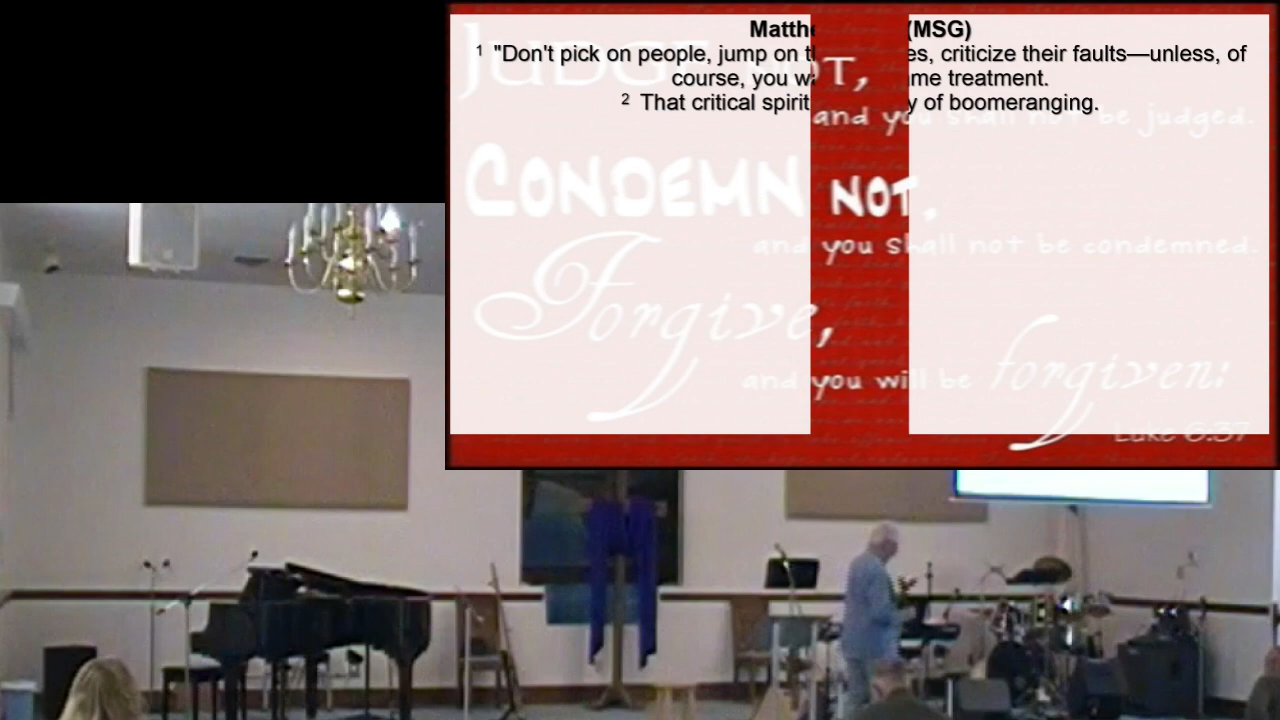 (MSG)
1 "Don't pick on people, jump on es, criticize their faults—unless, of
course, you me treatment.
2 That critical spirit y of boomeranging.
JUDGE NOT,
and you shall not be judged.
CONDEMN NOT.
and you shall not be condemned.
Forgive,
and you will be forgiven:
Luke 6:37